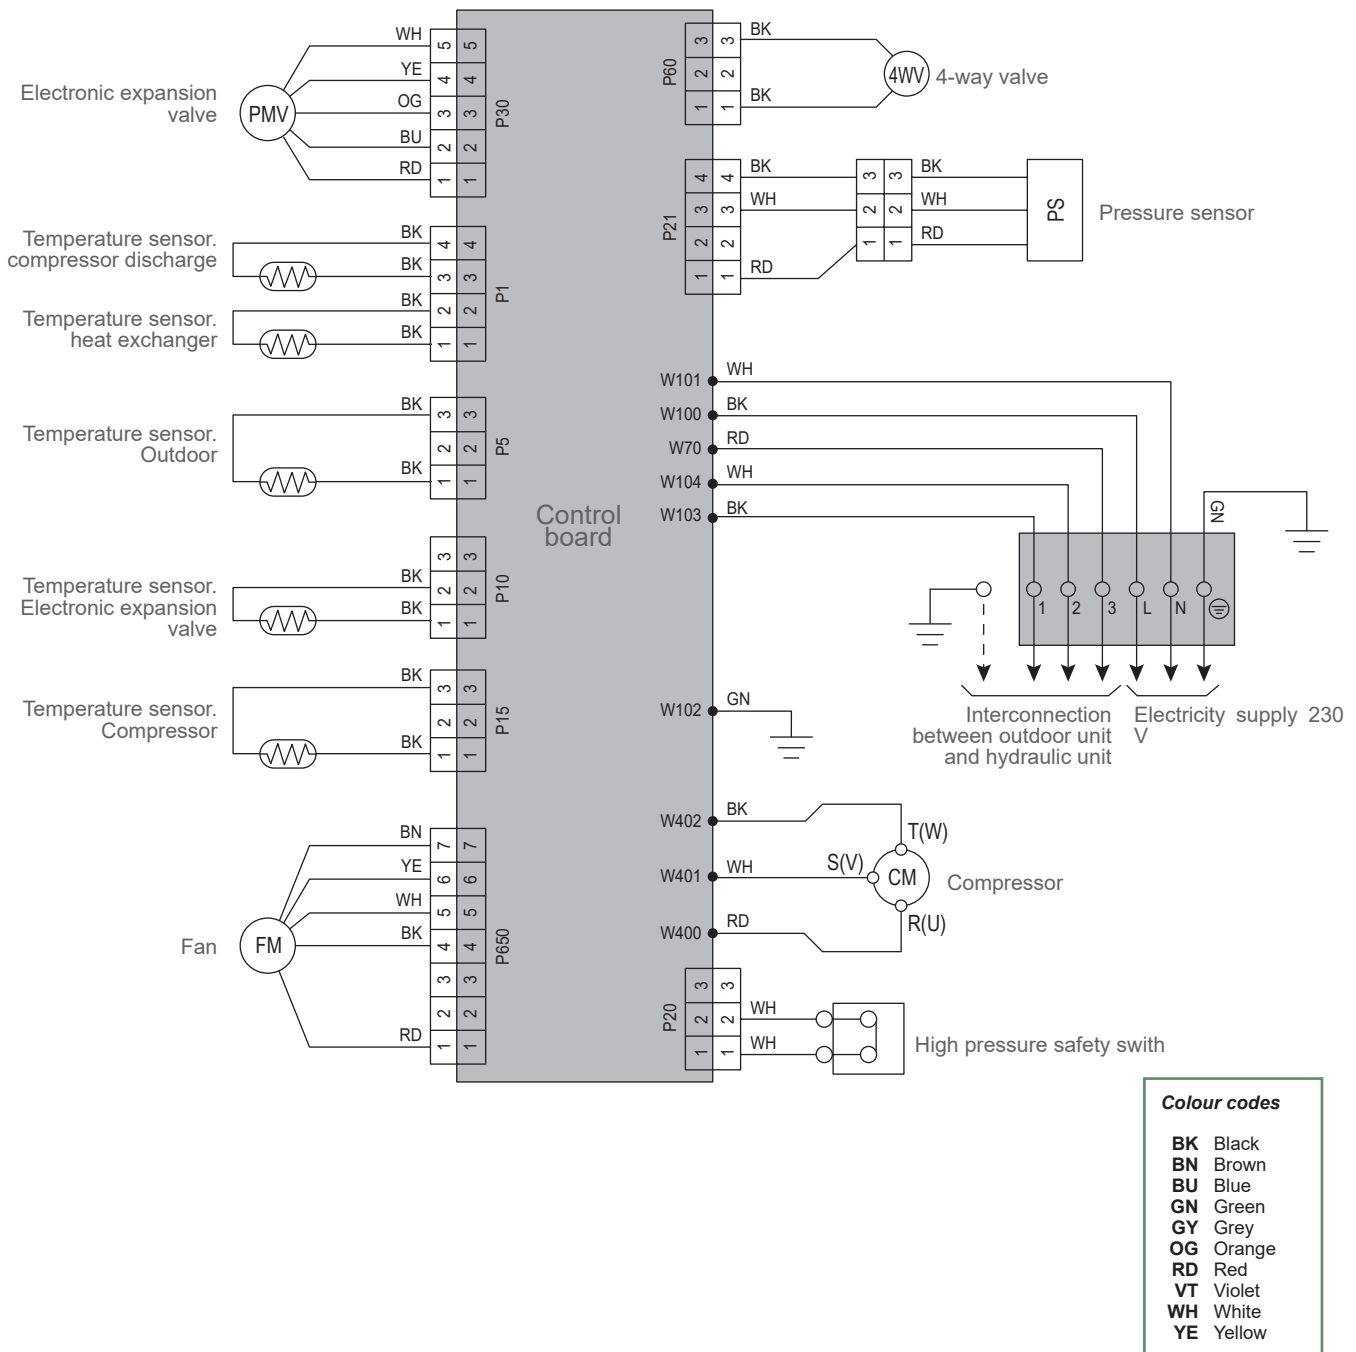 Electronic expansion
valve
PMV
WH 5 5
YE 4 4
OG 3 3
BU 2 2
RD 1 1
P30
Temperature sensor.
compressor discharge
BK 4 4
BK 3 3
Temperature sensor.
heat exchanger
BK 2 2
BK 1 1
P1
Temperature sensor.
Outdoor
BK 3 3
2 2
BK 1 1
P5
Temperature sensor.
Electronic expansion
valve
3 3
BK 2 2
BK 1 1
P10
Temperature sensor.
Compressor
BK 3 3
2 2
BK 1 1
P15
Fan
FM
BN 7 7
YE 6 6
WH 5 5
BK 4 4
3 3
2 2
RD 1 1
P650
Control
board
P60
3 3 BK
2 2
1 1 BK
4WV
4-way valve
P21
4 4 BK 3 3 BK
3 3 WH 2 2 WH
2 2 1 1 RD
1 1 RD
PS
Pressure sensor
W101 WH
W100 BK
W70 RD
W104 WH
W103 BK
GN
1 2 3 L N
Interconnection
between outdoor unit
and hydraulic unit
Electricity supply 230
V
W102 GN
W402 BK
T(W)
W401 WH
S(V)
CM
Compressor
W400 RD
R(U)
P20
3 3
2 2 WH
1 1 WH
High pressure safety swith
Colour codes
BK Black
BN Brown
BU Blue
GN Green
GY Grey
OG Orange
RD Red
VT Violet
WH White
YE Yellow